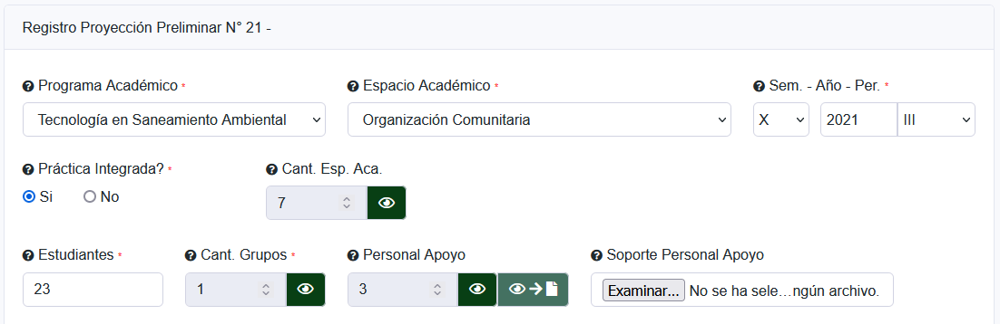 Registro Proyección Preliminar N° 21 -
Programa Académico * Espacio Académico * Sem. - Año - Per. *
Tecnología en Saneamiento Ambiental Organización Comunitaria X 2021 III
Práctica Integrada? * Cant. Esp. Aca.
Si No 7
Estudiantes * Cant. Grupos * Personal Apoyo Soporte Personal Apoyo
23 1 3 Examinar... No se ha sele...ngún archivo.